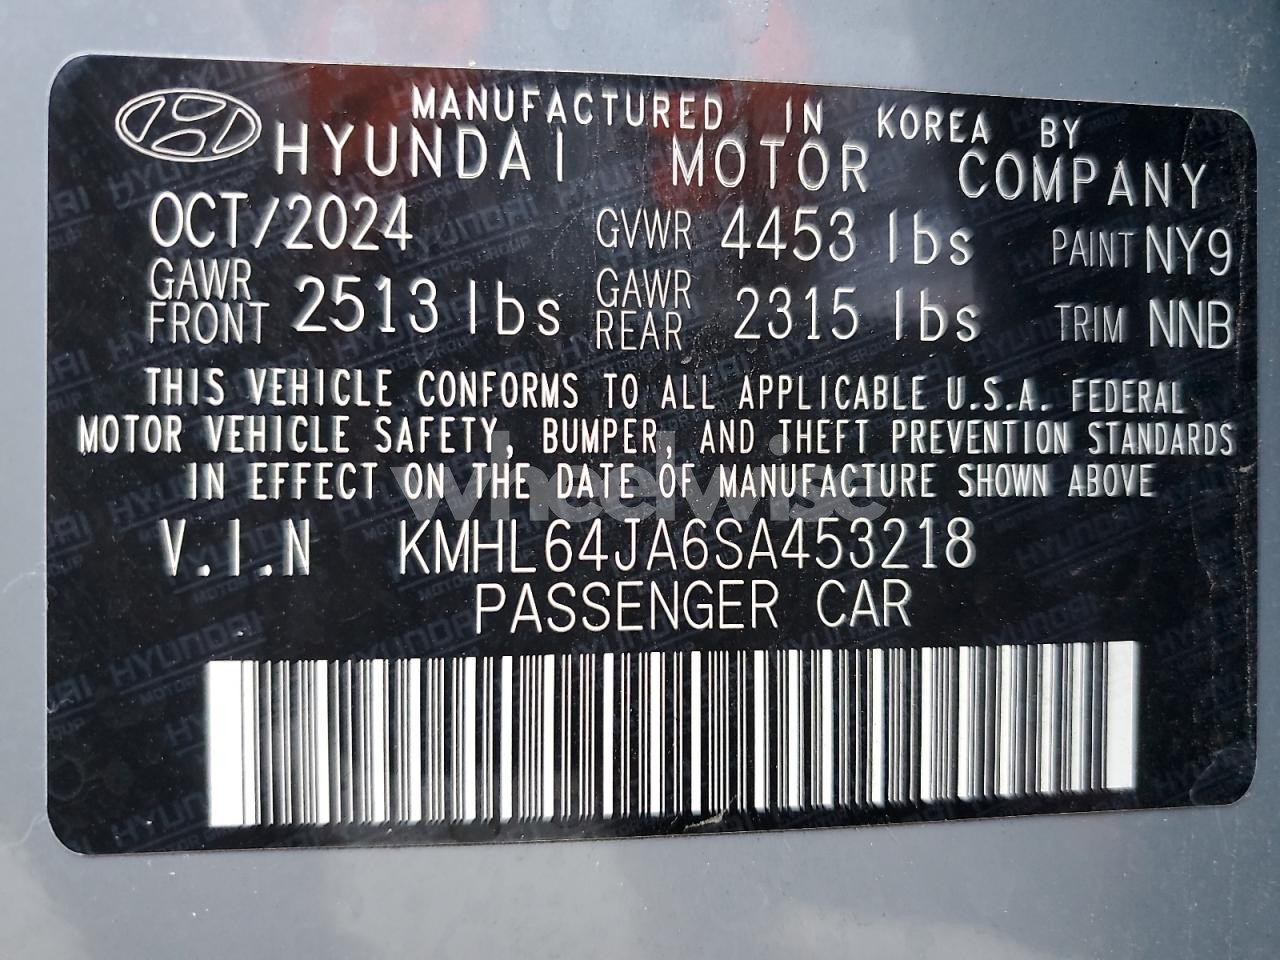 MANUFACTURED IN KOREA BY
HYUNDAI MOTOR COMPANY
OCT/2024 GVWR 4453 lbs PAINT NY9
GAWR FRONT 2513 lbs GAWR REAR 2315 lbs TRIM NNB
THIS VEHICLE CONFORMS TO ALL APPLICABLE U.S.A. FEDERAL
MOTOR VEHICLE SAFETY, BUMPER, AND THEFT PREVENTION STANDARDS
IN EFFECT ON THE DATE OF MANUFACTURE SHOWN ABOVE
wheelwise
V.I.N KMHL64JA6SA453218
PASSENGER CAR